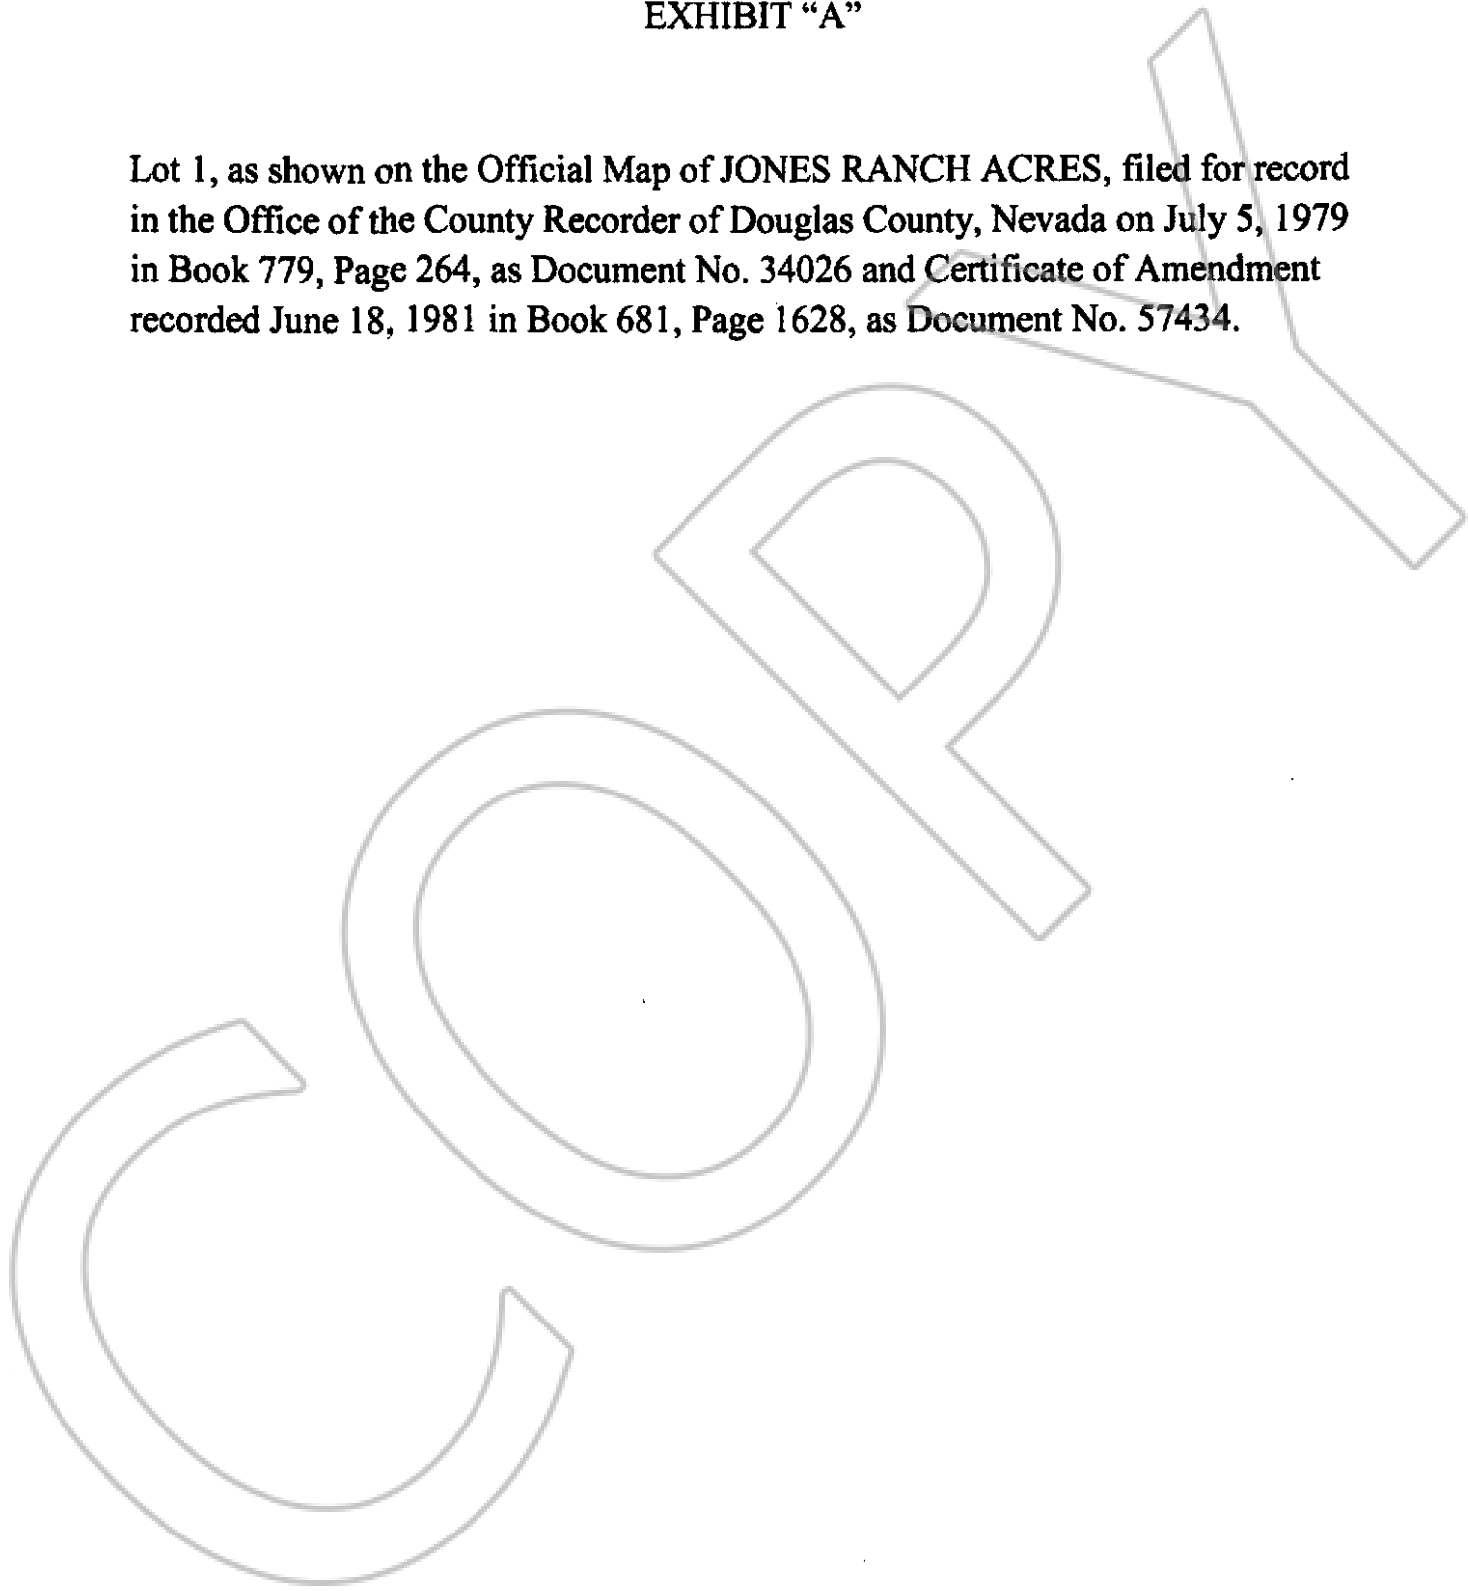 EXHIBIT “A”
Lot 1, as shown on the Official Map of JONES RANCH ACRES, filed for record
in the Office of the County Recorder of Douglas County, Nevada on July 5, 1979
in Book 779, Page 264, as Document No. 34026 and Certificate of Amendment
recorded June 18, 1981 in Book 681, Page 1628, as Document No. 57434.
COPY